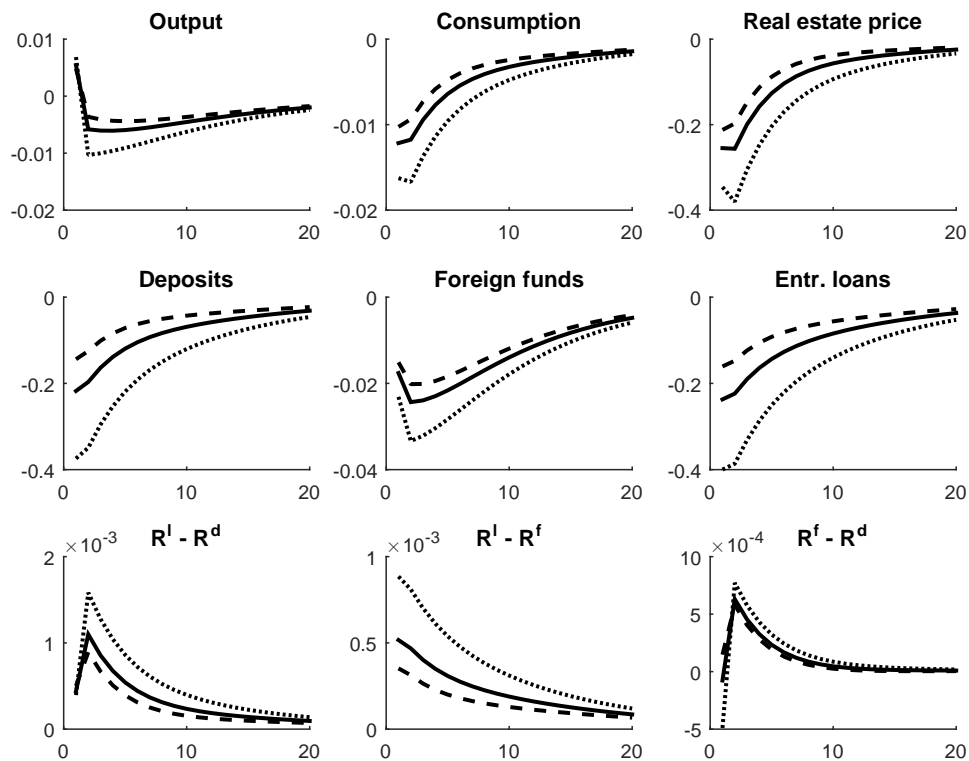 Output
0.01
0
-0.01
-0.02
0 10 20
Consumption
0
-0.01
-0.02
0 10 20
Real estate price
0
-0.2
-0.4
0 10 20
Deposits
0
-0.2
-0.4
0 10 20
Foreign funds
0
-0.02
-0.04
0 10 20
Entr. loans
0
-0.2
-0.4
0 10 20
×10⁻³
Rˡ - Rᵈ
2
1
0
0 10 20
×10⁻³
Rˡ - Rᶠ
1
0.5
0
0 10 20
×10⁻⁴
Rᶠ - Rᵈ
10
5
0
-5
0 10 20